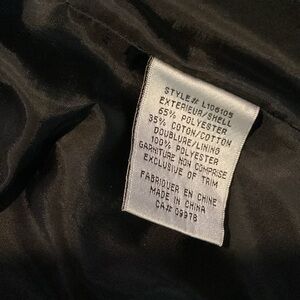 STYLE# L106105
EXTERIEUR/SHELL
65% POLYESTER
35% COTON/COTTON
DOUBLURE/LINING
100% POLYESTER
GARNITURE NON COMPRISE
EXCLUSIVE OF TRIM
FABRIQUER EN CHINE
MADE IN CHINA
CA# 09978